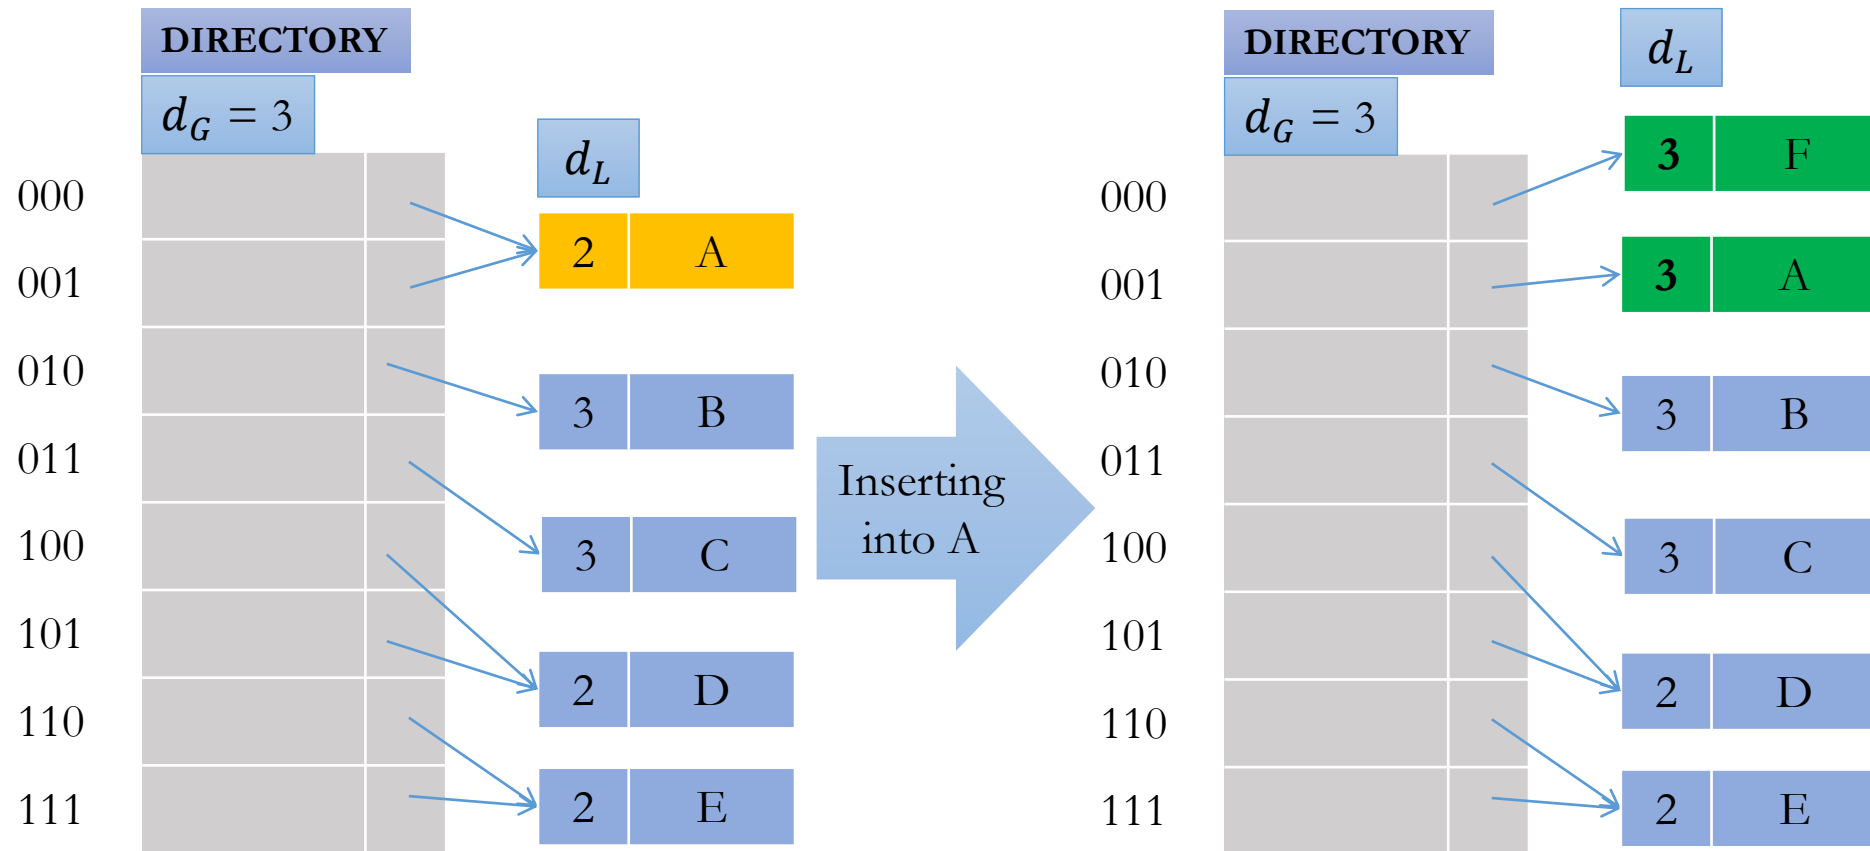 DIRECTORY
d_G = 3
d_L
000
001
010
011
100
101
110
111
2 A
3 B
3 C
2 D
2 E
Inserting
into A
DIRECTORY
d_G = 3
d_L
000
001
010
011
100
101
110
111
3 F
3 A
3 B
3 C
2 D
2 E